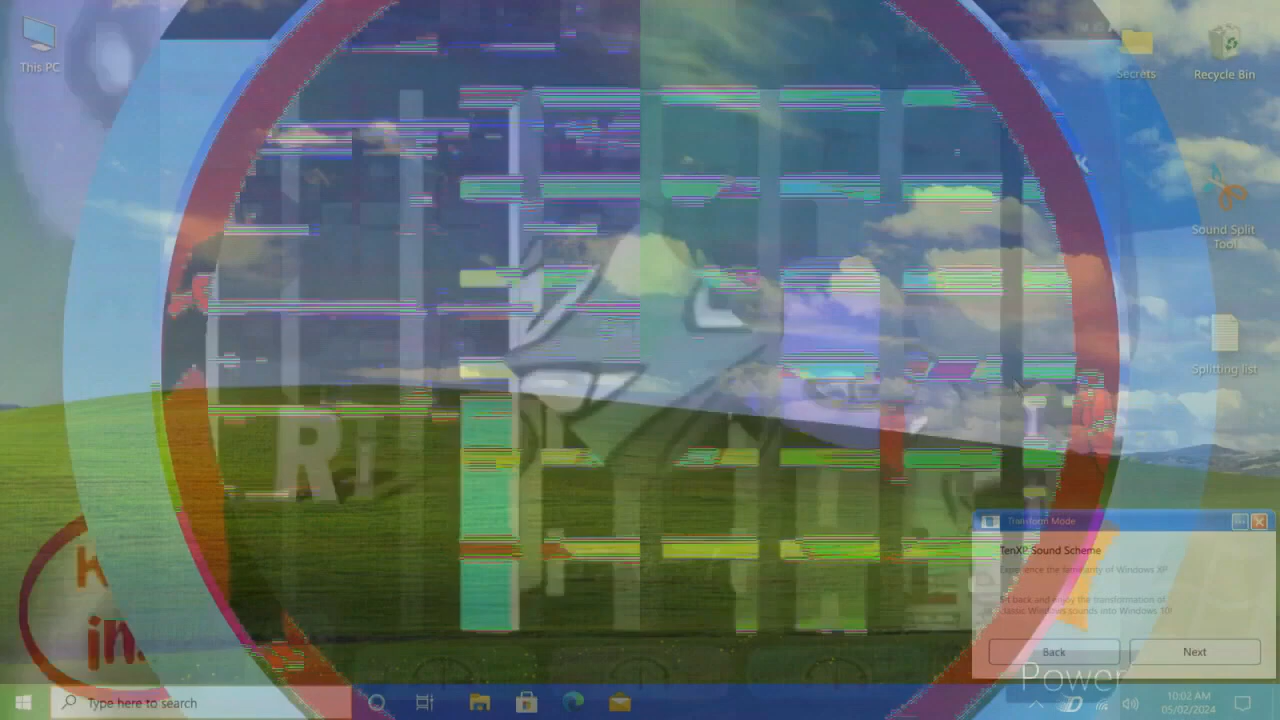 This PC
Secrets
Recycle Bin
Sound Split
Tool
Splitting list
Ri
K
in.
Transform Mode
TenXP Sound Scheme
Experience the familiarity of Windows XP
Sit back and enjoy the transformation of
classic Windows sounds into Windows 10!
Back
Next
Power
Type here to search
10:02 AM
05/02/2024